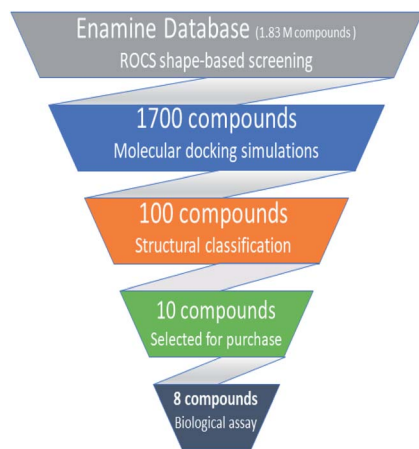 Enamine Database (1.83 M compounds )
ROCS shape-based screening
1700 compounds
Molecular docking simulations
100 compounds
Structural classification
10 compounds
Selected for purchase
8 compounds
Biological assay